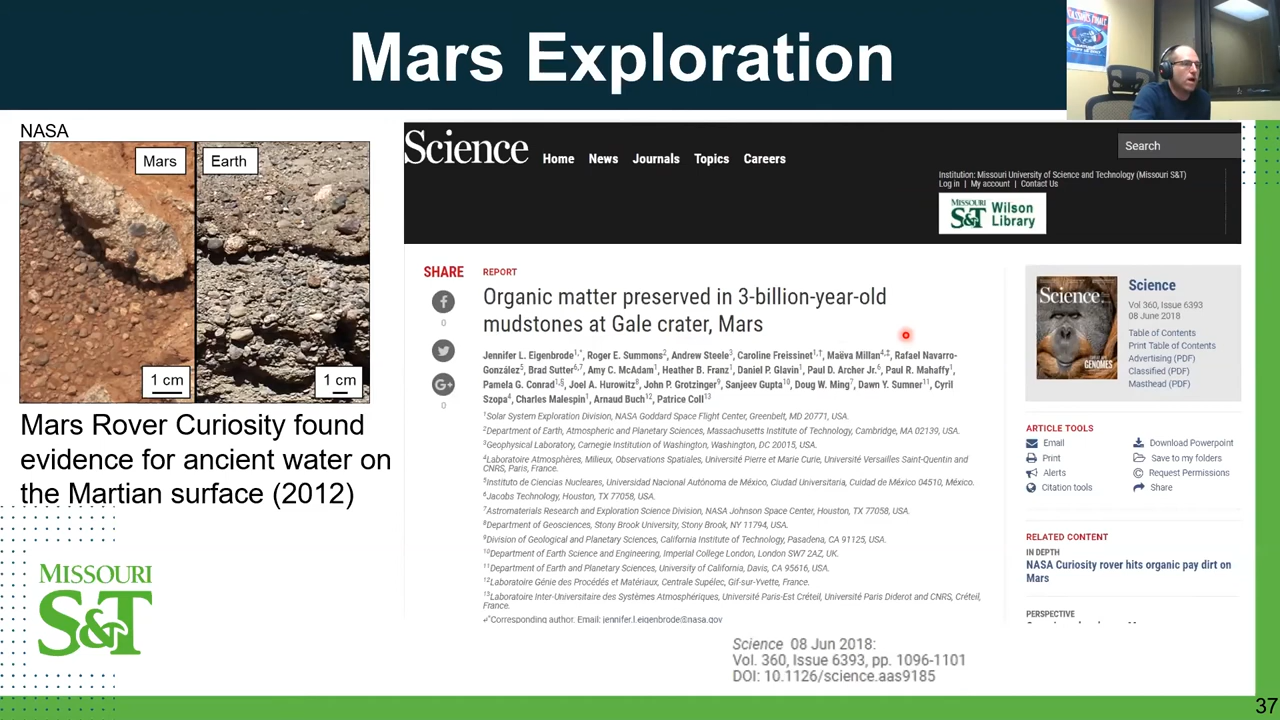 Mars Exploration
NASA
Mars
Earth
1 cm
1 cm
Mars Rover Curiosity found
evidence for ancient water on
the Martian surface (2012)
MISSOURI
S&T
Science Home News Journals Topics Careers
Search
Institution: Missouri University of Science and Technology (Missouri S&T)
Log in | My account | Contact Us
MISSOURI
S&T
Wilson
Library
SHARE
0
0
0
REPORT
Organic matter preserved in 3-billion-year-old
mudstones at Gale crater, Mars
Jennifer L. Eigenbrode1,*, Roger E. Summons2, Andrew Steele3, Caroline Freissinet1,†, Maëva Millan4,‡, Rafael Navarro-
González5, Brad Sutter6,7, Amy C. McAdam1, Heather B. Franz1, Daniel P. Glavin1, Paul D. Archer Jr.6, Paul R. Mahaffy1,
Pamela G. Conrad1,§, Joel A. Hurowitz8, John P. Grotzinger9, Sanjeev Gupta10, Doug W. Ming7, Dawn Y. Sumner11, Cyril
Szopa4, Charles Malespin1, Arnaud Buch12, Patrice Coll13
1Solar System Exploration Division, NASA Goddard Space Flight Center, Greenbelt, MD 20771, USA.
2Department of Earth, Atmospheric and Planetary Sciences, Massachusetts Institute of Technology, Cambridge, MA 02139, USA.
3Geophysical Laboratory, Carnegie Institution of Washington, Washington, DC 20015, USA.
4Laboratoire Atmosphères, Milieux, Observations Spatiales, Université Pierre et Marie Curie, Université Versailles Saint-Quentin and
CNRS, Paris, France.
5Instituto de Ciencias Nucleares, Universidad Nacional Autónoma de México, Ciudad Universitaria, Cuidad de México 04510, México.
6Jacobs Technology, Houston, TX 77058, USA.
7Astromaterials Research and Exploration Science Division, NASA Johnson Space Center, Houston, TX 77058, USA.
8Department of Geosciences, Stony Brook University, Stony Brook, NY 11794, USA.
9Division of Geological and Planetary Sciences, California Institute of Technology, Pasadena, CA 91125, USA.
10Department of Earth Science and Engineering, Imperial College London, London SW7 2AZ, UK.
11Department of Earth and Planetary Sciences, University of California, Davis, CA 95616, USA.
12Laboratoire Génie des Procédés et Matériaux, Centrale Supélec, Gif-sur-Yvette, France.
13Laboratoire Inter-Universitaire des Systèmes Atmosphériques, Université Paris-Est Créteil, Université Paris Diderot and CNRS, Créteil,
France.
*Corresponding author. Email: jennifer.l.eigenbrode@nasa.gov
Science
GENOMES
Science
Vol 360, Issue 6393
08 June 2018
Table of Contents
Print Table of Contents
Advertising (PDF)
Classified (PDF)
Masthead (PDF)
ARTICLE TOOLS
Email
Download Powerpoint
Print
Save to my folders
Alerts
Request Permissions
Citation tools
Share
RELATED CONTENT
IN DEPTH
NASA Curiosity rover hits organic pay dirt on
Mars
PERSPECTIVE
Science 08 Jun 2018:
Vol. 360, Issue 6393, pp. 1096-1101
DOI: 10.1126/science.aas9185
37